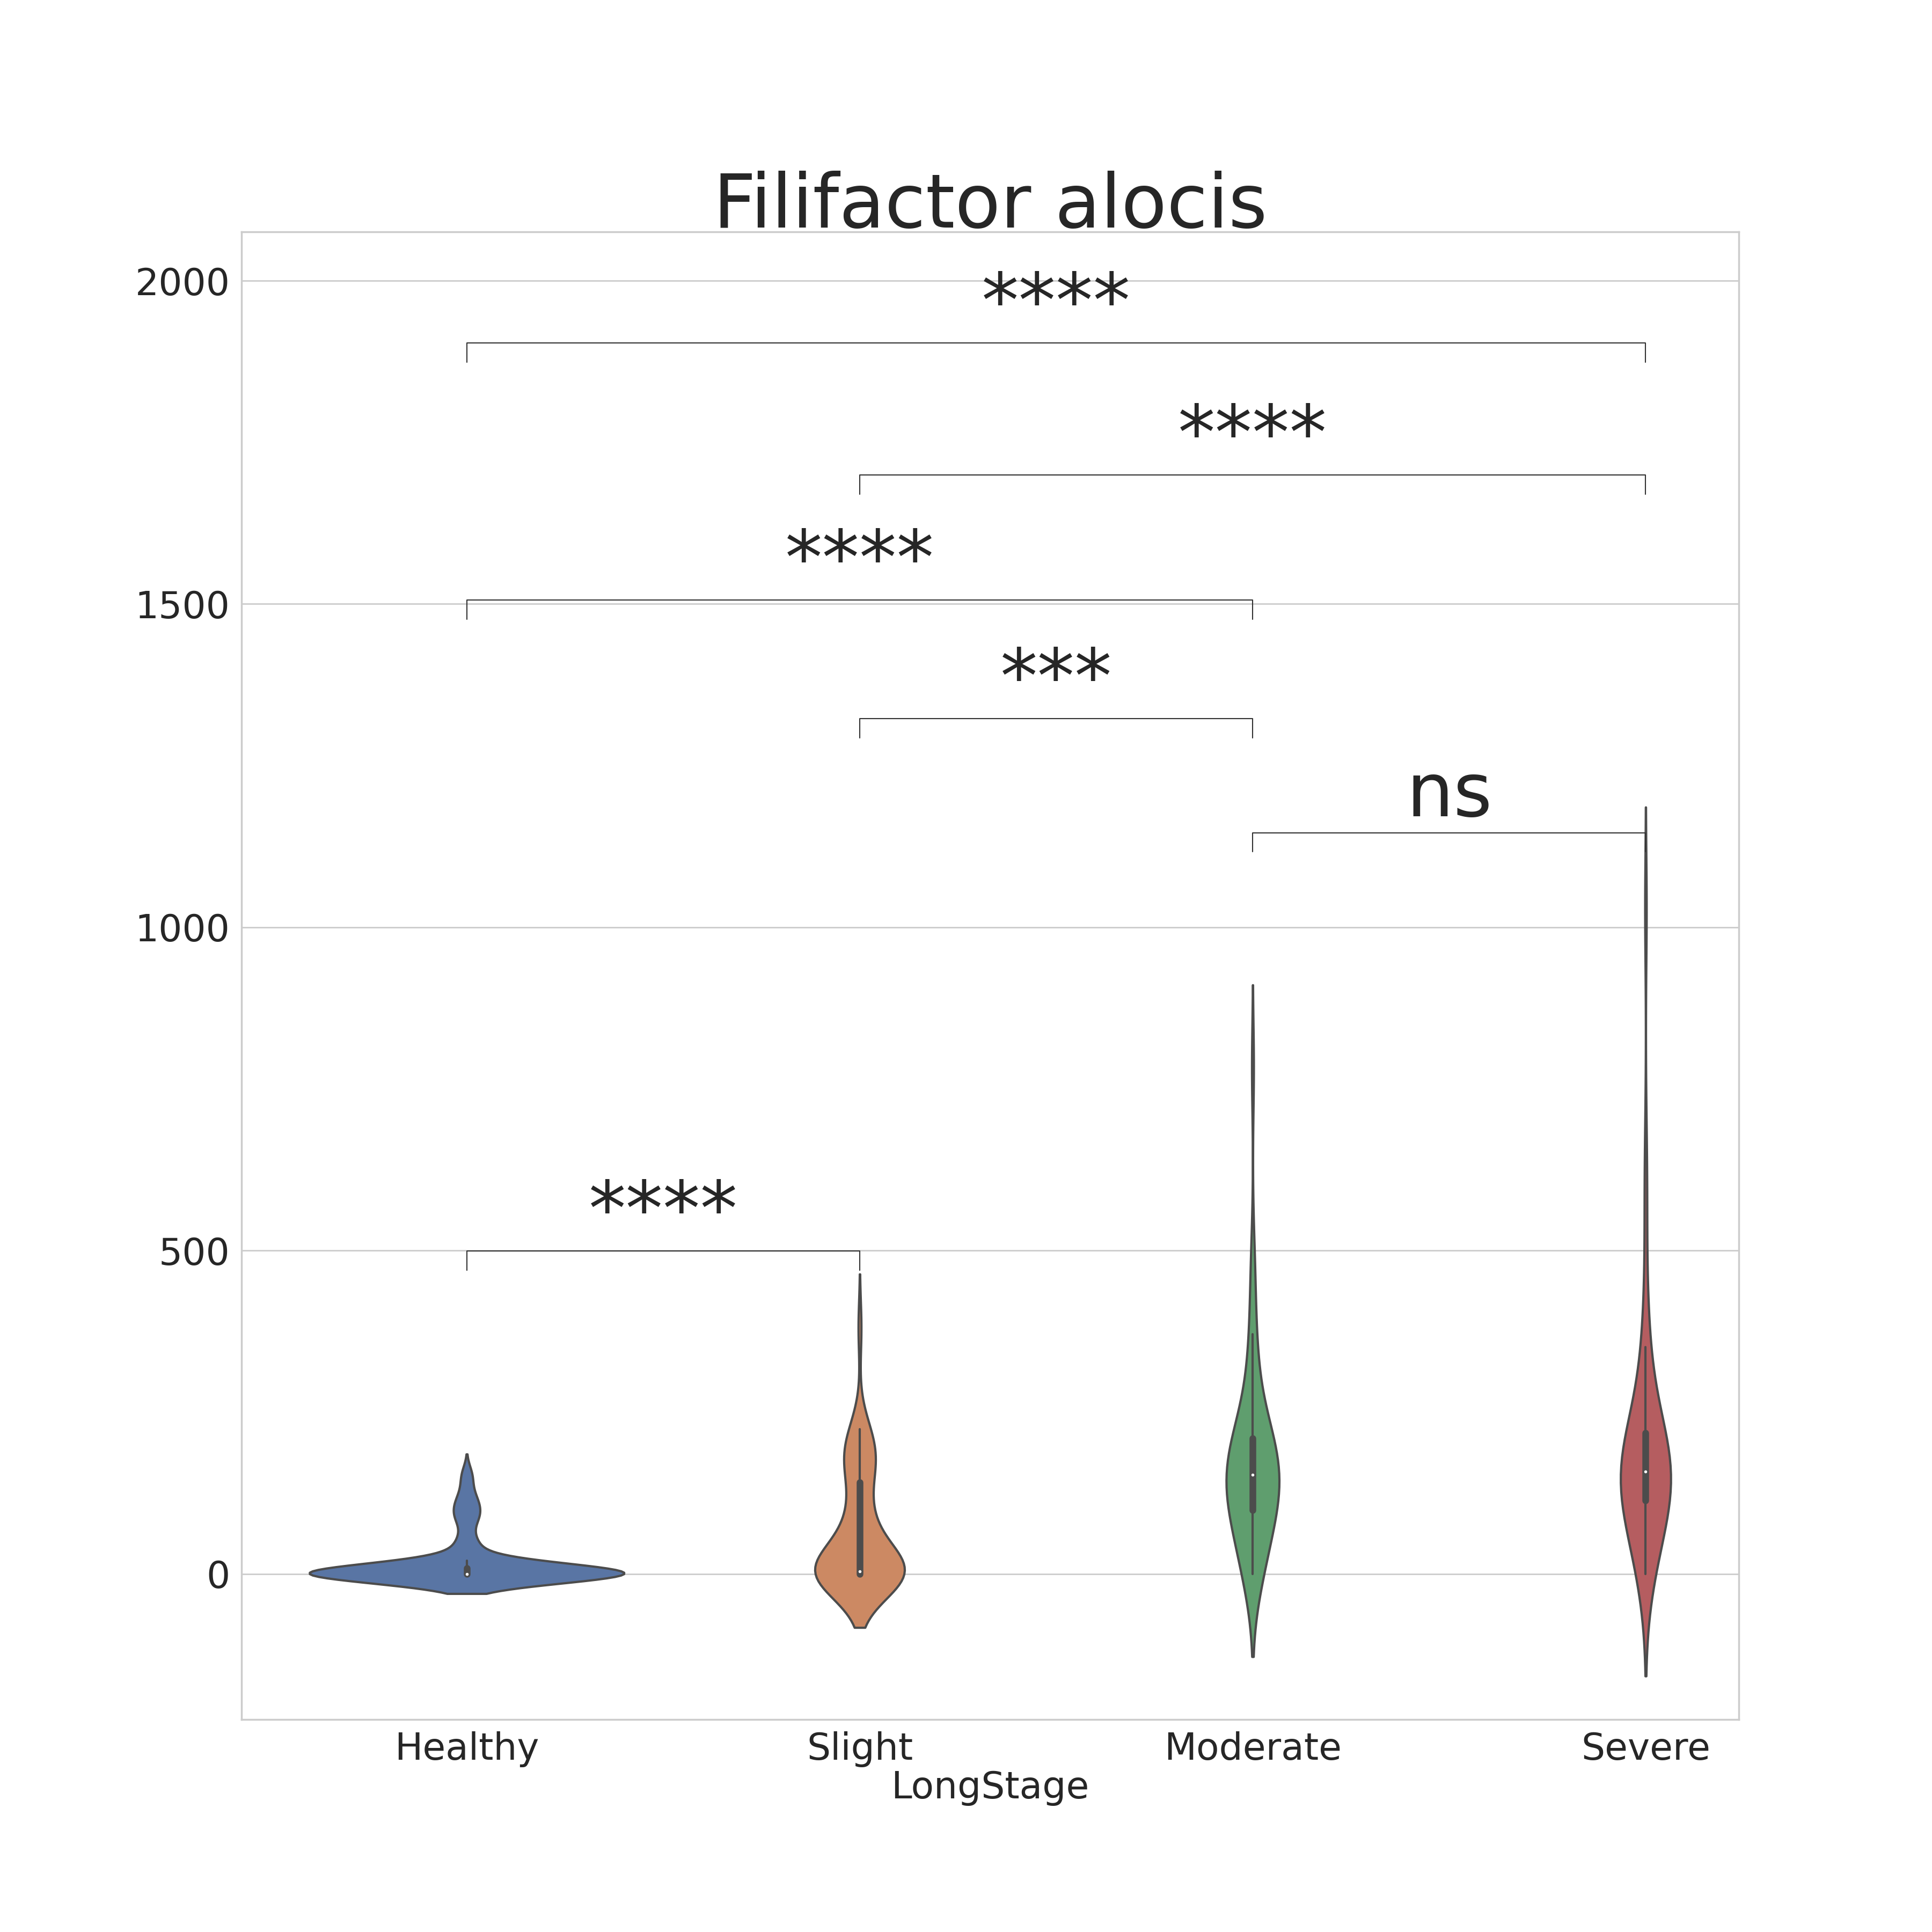 Filifactor alocis
2000
****
****
****
1500
***
ns
1000
****
500
0
Healthy Slight Moderate Severe
LongStage